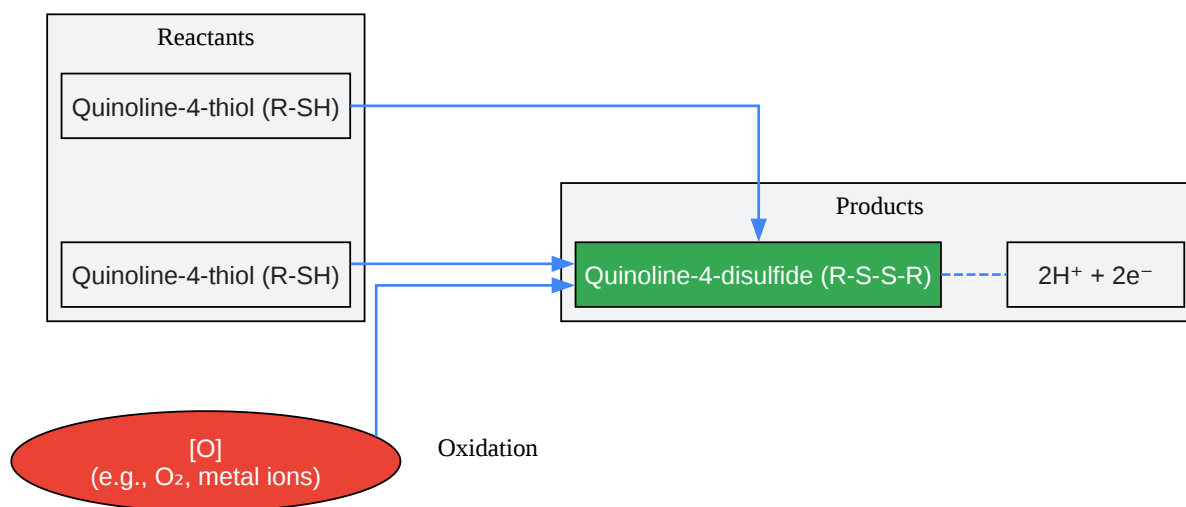 Reactants
Quinoline-4-thiol (R-SH)
Products
Quinoline-4-thiol (R-SH)
Quinoline-4-disulfide (R-S-S-R)
2H⁺ + 2e⁻
[O]
(e.g., O₂, metal ions)
Oxidation